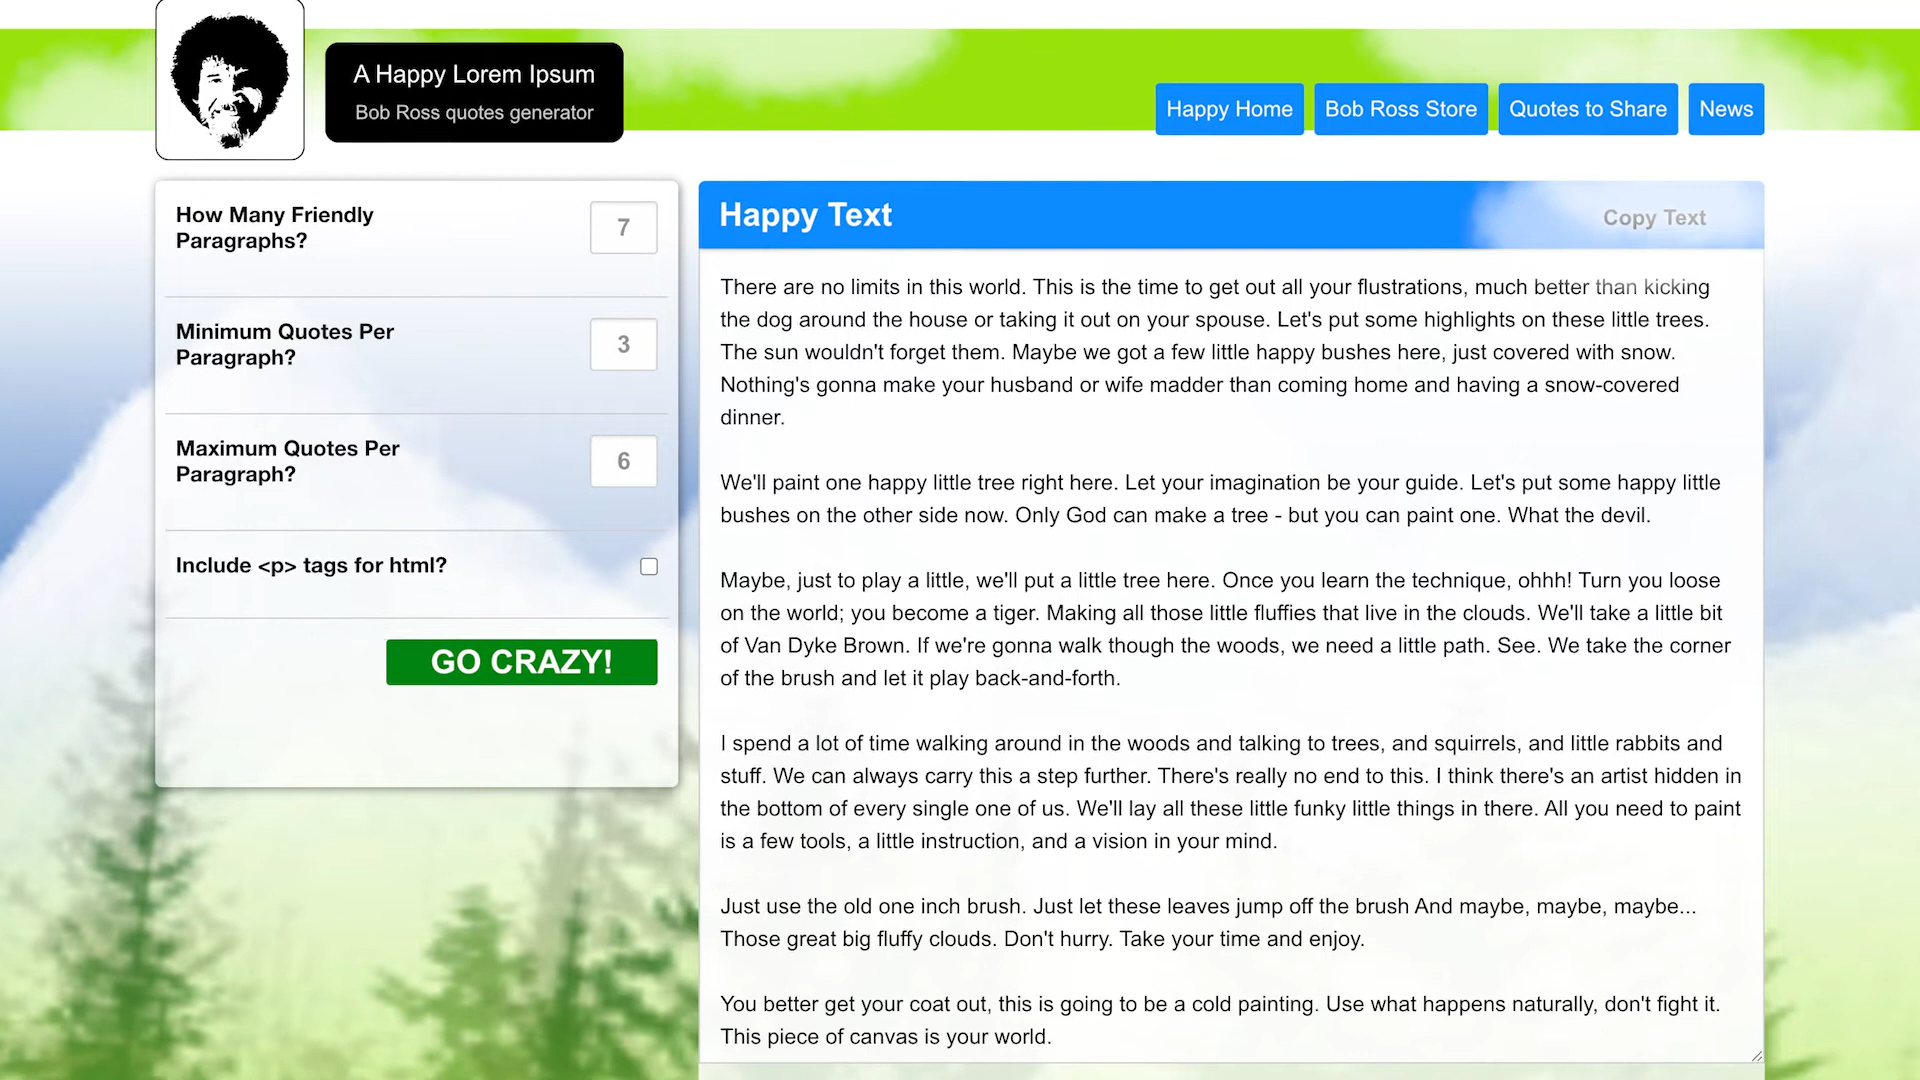 A Happy Lorem Ipsum
Bob Ross quotes generator
Happy Home
Bob Ross Store
Quotes to Share
News
How Many Friendly
Paragraphs?
7
Minimum Quotes Per
Paragraph?
3
Maximum Quotes Per
Paragraph?
6
Include <p> tags for html?
GO CRAZY!
Happy Text
Copy Text
There are no limits in this world. This is the time to get out all your flustrations, much better than kicking
the dog around the house or taking it out on your spouse. Let's put some highlights on these little trees.
The sun wouldn't forget them. Maybe we got a few little happy bushes here, just covered with snow.
Nothing's gonna make your husband or wife madder than coming home and having a snow-covered
dinner.
We'll paint one happy little tree right here. Let your imagination be your guide. Let's put some happy little
bushes on the other side now. Only God can make a tree - but you can paint one. What the devil.
Maybe, just to play a little, we'll put a little tree here. Once you learn the technique, ohhh! Turn you loose
on the world; you become a tiger. Making all those little fluffies that live in the clouds. We'll take a little bit
of Van Dyke Brown. If we're gonna walk though the woods, we need a little path. See. We take the corner
of the brush and let it play back-and-forth.
I spend a lot of time walking around in the woods and talking to trees, and squirrels, and little rabbits and
stuff. We can always carry this a step further. There's really no end to this. I think there's an artist hidden in
the bottom of every single one of us. We'll lay all these little funky little things in there. All you need to paint
is a few tools, a little instruction, and a vision in your mind.
Just use the old one inch brush. Just let these leaves jump off the brush And maybe, maybe, maybe...
Those great big fluffy clouds. Don't hurry. Take your time and enjoy.
You better get your coat out, this is going to be a cold painting. Use what happens naturally, don't fight it.
This piece of canvas is your world.